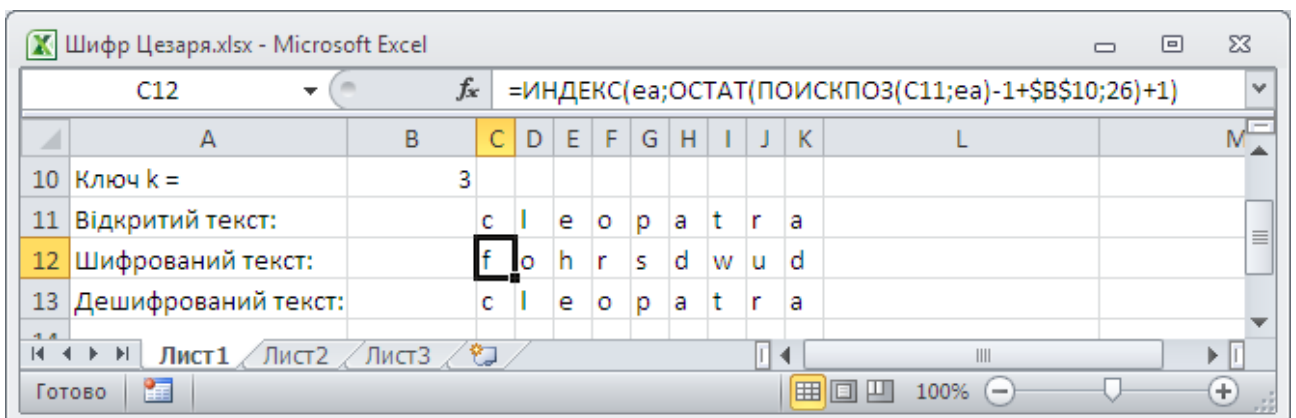 Шифр Цезаря.xlsx - Microsoft Excel
C12 fx =ИНДЕКС(ea;ОСТАТ(ПОИСКПОЗ(C11;ea)-1+$B$10;26)+1)
A B C D E F G H I J K L M
10 Ключ k = 3
11 Відкритий текст: c l e o p a t r a
12 Шифрований текст: f o h r s d w u d
13 Дешифрований текст: c l e o p a t r a
Лист1 Лист2 Лист3
Готово 100%